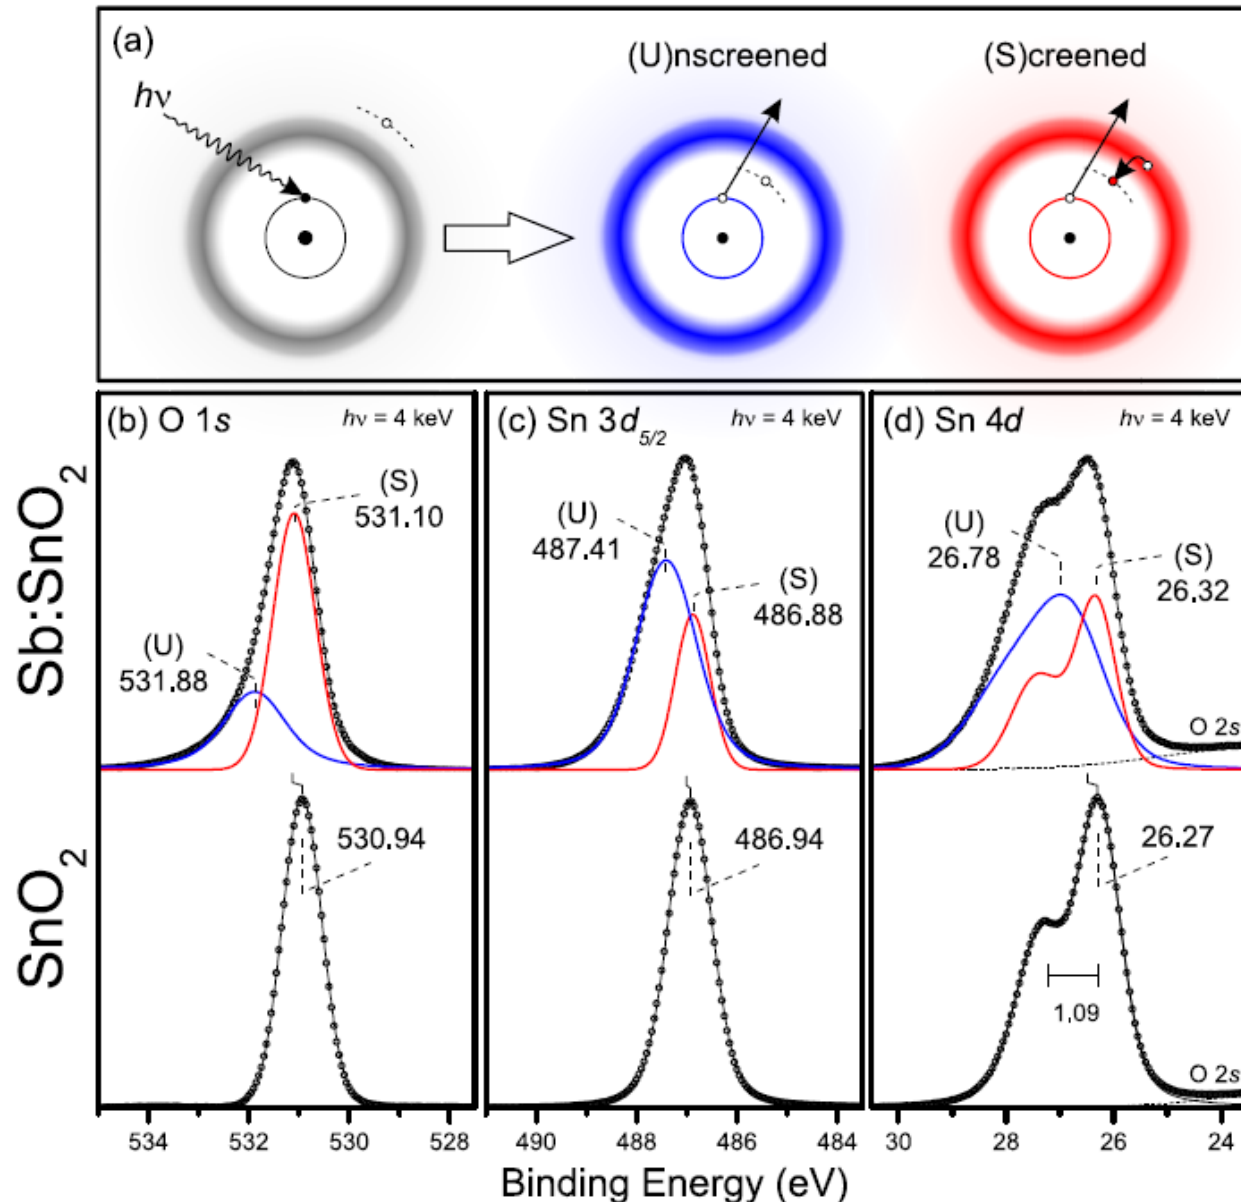 (a)
hν
(U)nscreened
(S)creened
Sb:SnO2
SnO2
(b) O 1s
hν = 4 keV
(S)
531.10
(U)
531.88
530.94
(c) Sn 3d5/2
hν = 4 keV
(U)
487.41
(S)
486.88
486.94
(d) Sn 4d
hν = 4 keV
(U)
26.78
(S)
26.32
O 2s
26.27
1.09
O 2s
534 532 530 528
490 488 486 484
30 28 26 24
Binding Energy (eV)